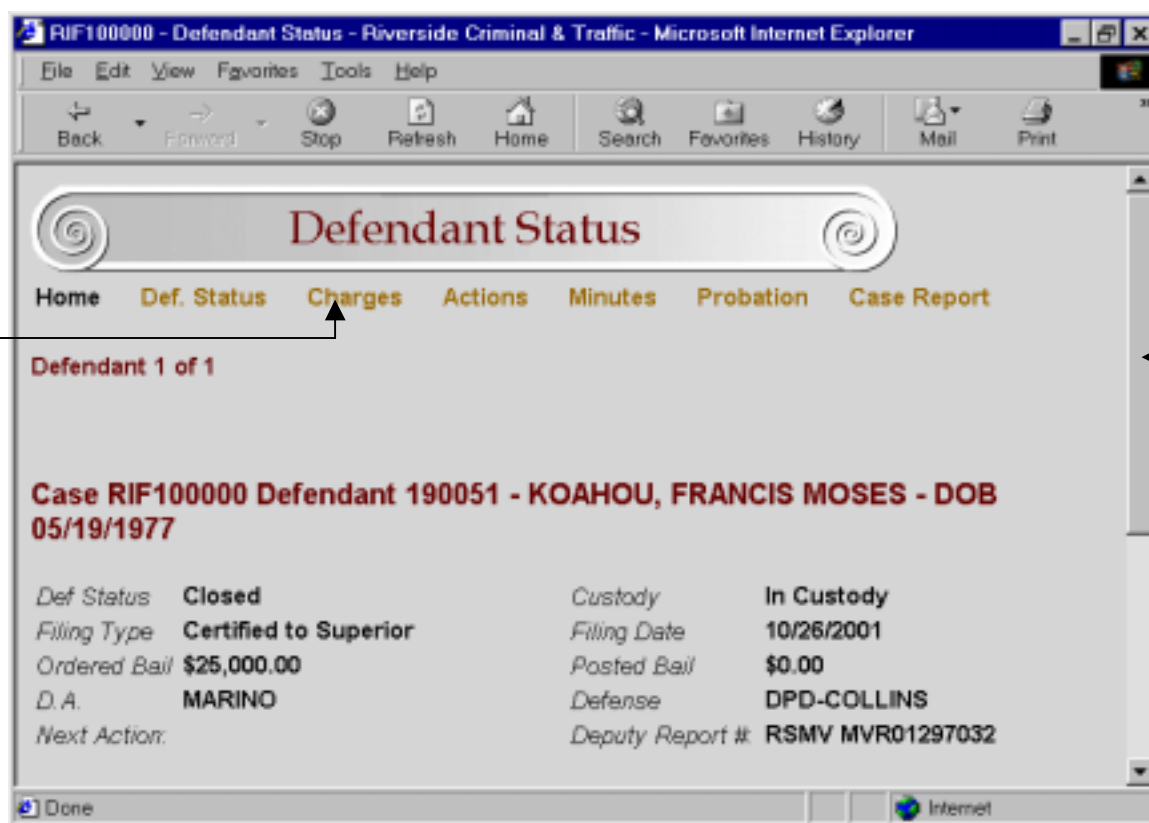 RIF100000 - Defendant Status - Riverside Criminal & Traffic - Microsoft Internet Explorer
File Edit View Favorites Tools Help
Back Forward Stop Refresh Home Search Favorites History Mail Print
Defendant Status
Home Def. Status Charges Actions Minutes Probation Case Report
Defendant 1 of 1
Case RIF100000 Defendant 190051 - KOAHOU, FRANCIS MOSES - DOB
05/19/1977
Def Status Closed Custody In Custody
Filing Type Certified to Superior Filing Date 10/26/2001
Ordered Bail $25,000.00 Posted Bail $0.00
D.A. MARINO Defense DPD-COLLINS
Next Action: Deputy Report #: RSMV MVR01297032
Done Internet